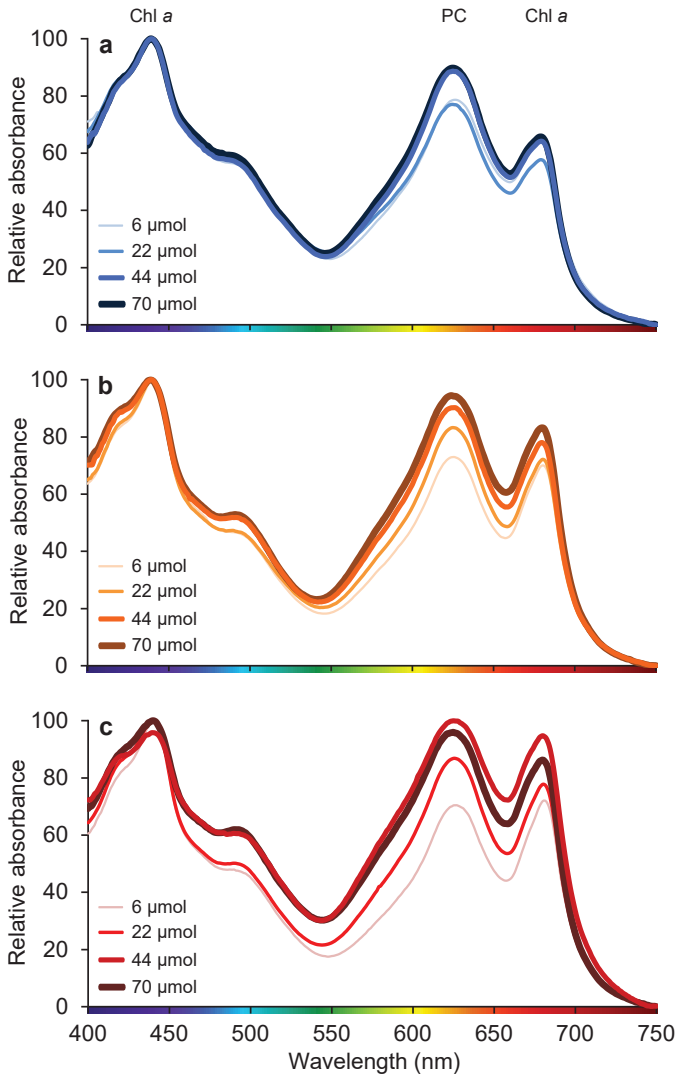 Chl a PC Chl a
a
100
80
60
40
20
0
Relative absorbance
6 μmol
22 μmol
44 μmol
70 μmol
b
100
80
60
40
20
0
Relative absorbance
6 μmol
22 μmol
44 μmol
70 μmol
c
100
80
60
40
20
0
Relative absorbance
6 μmol
22 μmol
44 μmol
70 μmol
400 450 500 550 600 650 700 750
Wavelength (nm)